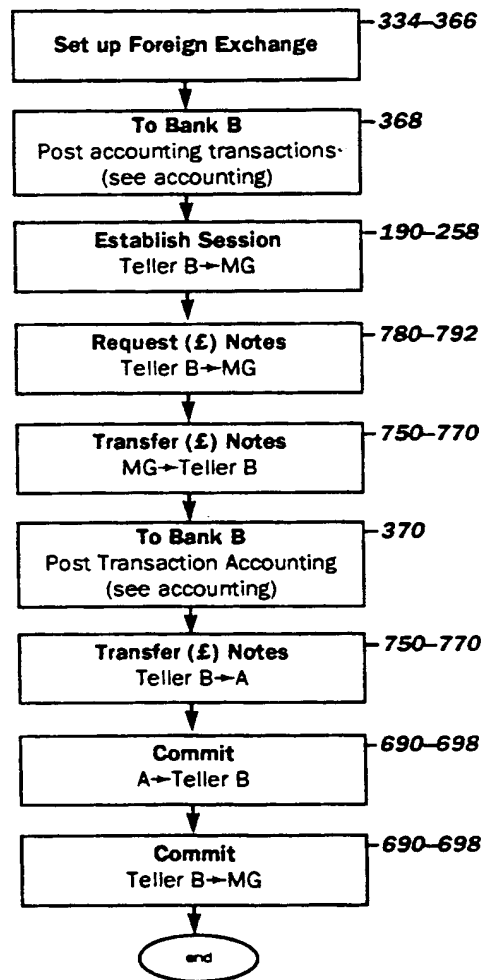 Set up Foreign Exchange
334–366
To Bank B
368
Post accounting transactions·
(see accounting)
Establish Session
190–258
Teller B→MG
Request (£) Notes
780–792
Teller B→MG
Transfer (£) Notes
750–770
MG→Teller B
To Bank B
370
Post Transaction Accounting
(see accounting)
Transfer (£) Notes
750–770
Teller B→A
Commit
690–698
A→Teller B
Commit
690–698
Teller B→MG
end